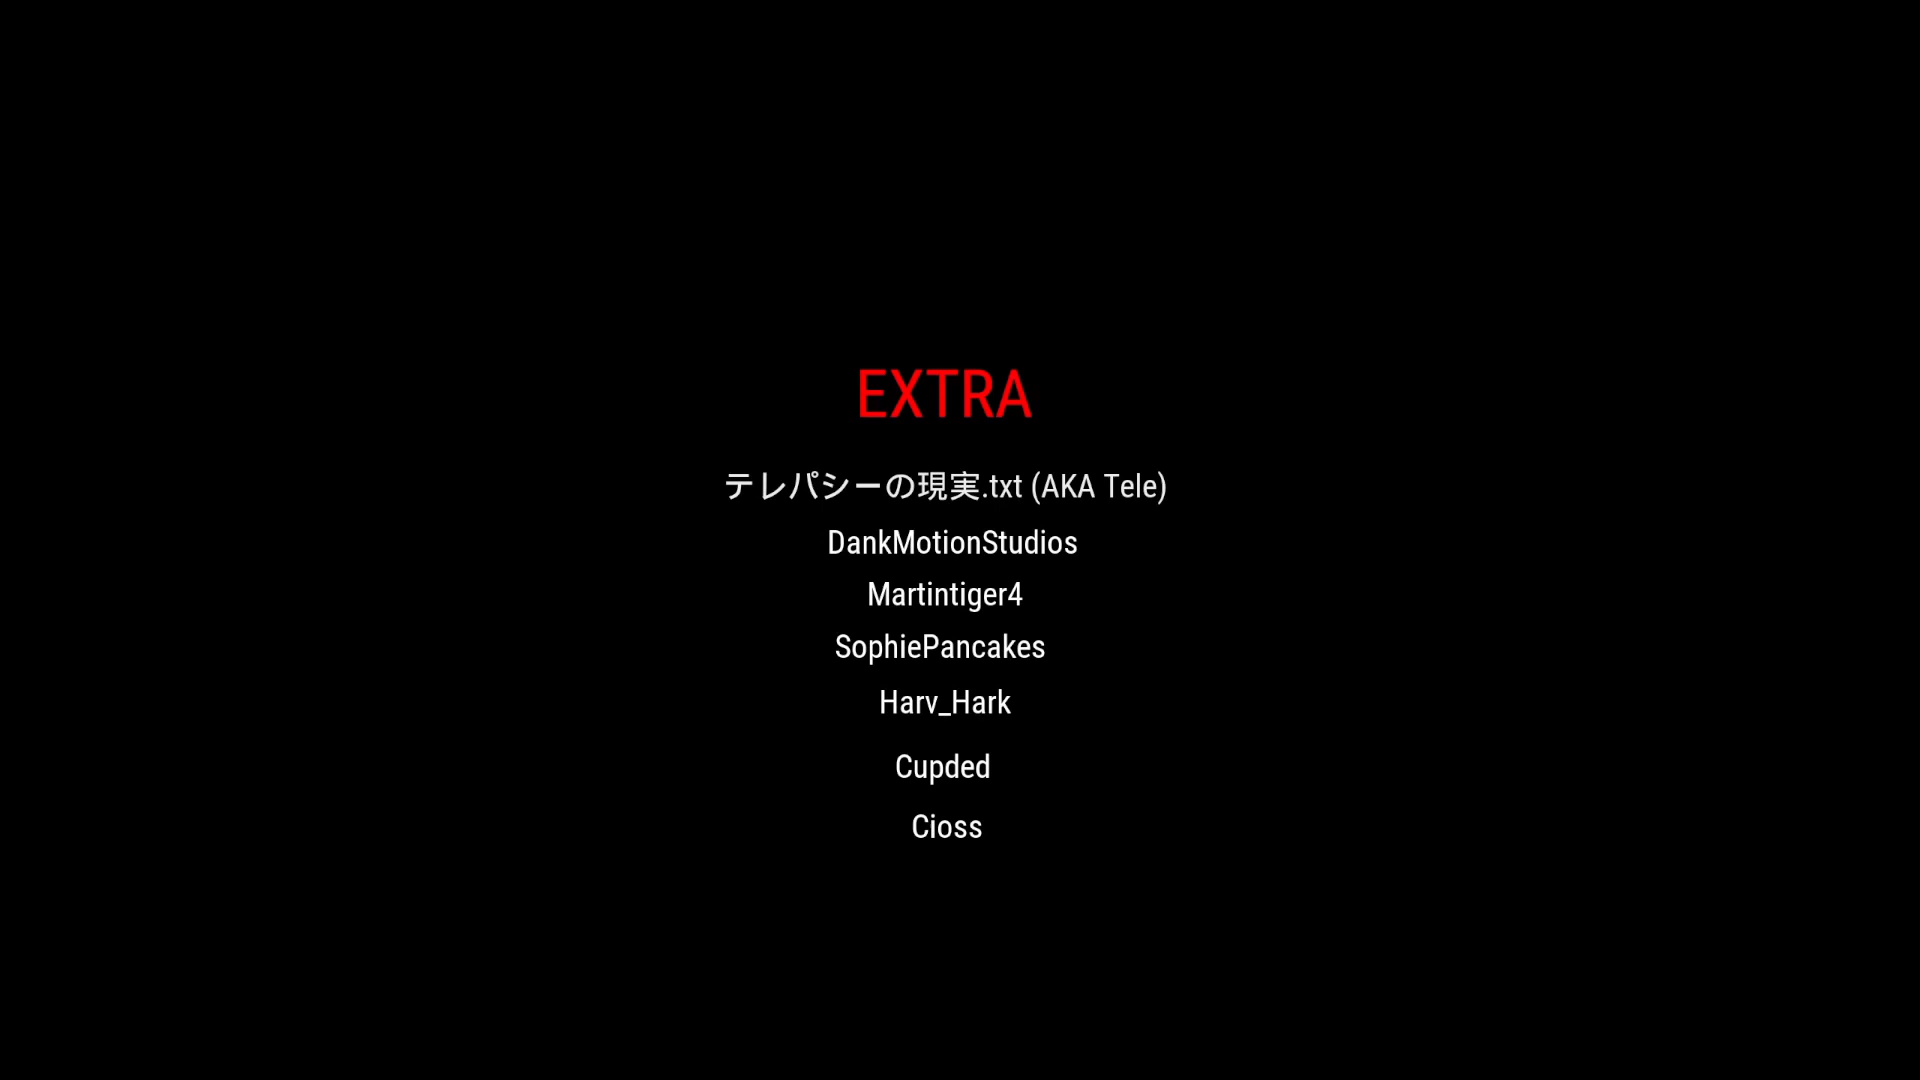 EXTRA
テレパシーの現実.txt (AKA Tele)
DankMotionStudios
Martintiger4
SophiePancakes
Harv_Hark
Cupded
Cioss